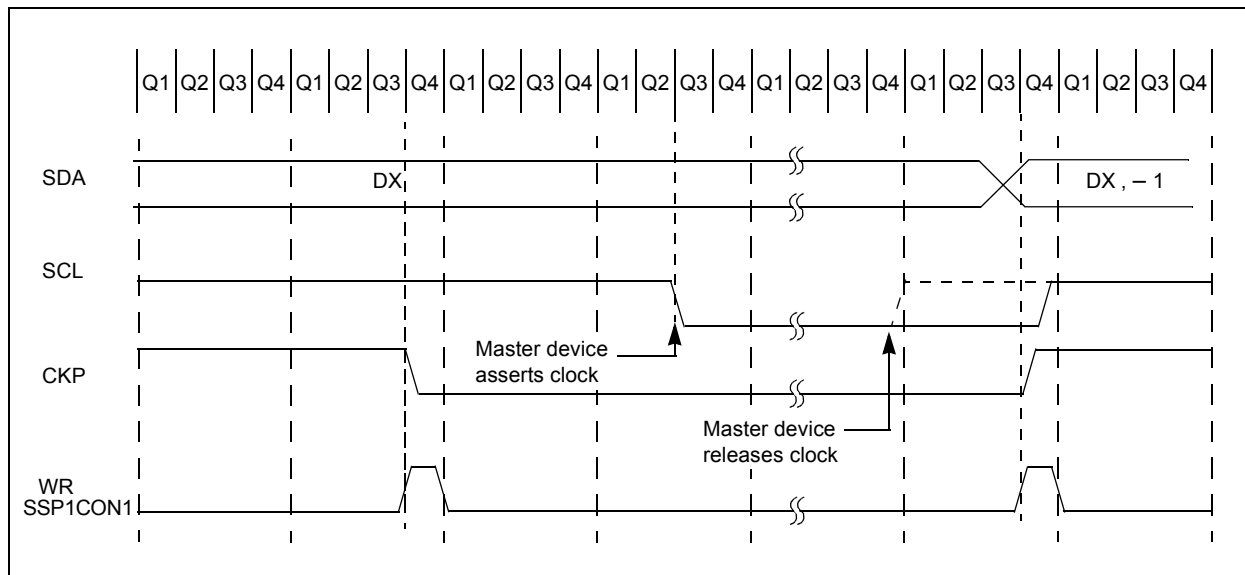 Q1 Q2 Q3 Q4 Q1 Q2 Q3 Q4 Q1 Q2 Q3 Q4 Q1 Q2 Q3 Q4 Q1 Q2 Q3 Q4 Q1 Q2 Q3 Q4 Q1 Q2 Q3 Q4
SDA DX DX , – 1
SCL
Master device
asserts clock
CKP
Master device
releases clock
WR
SSP1CON1